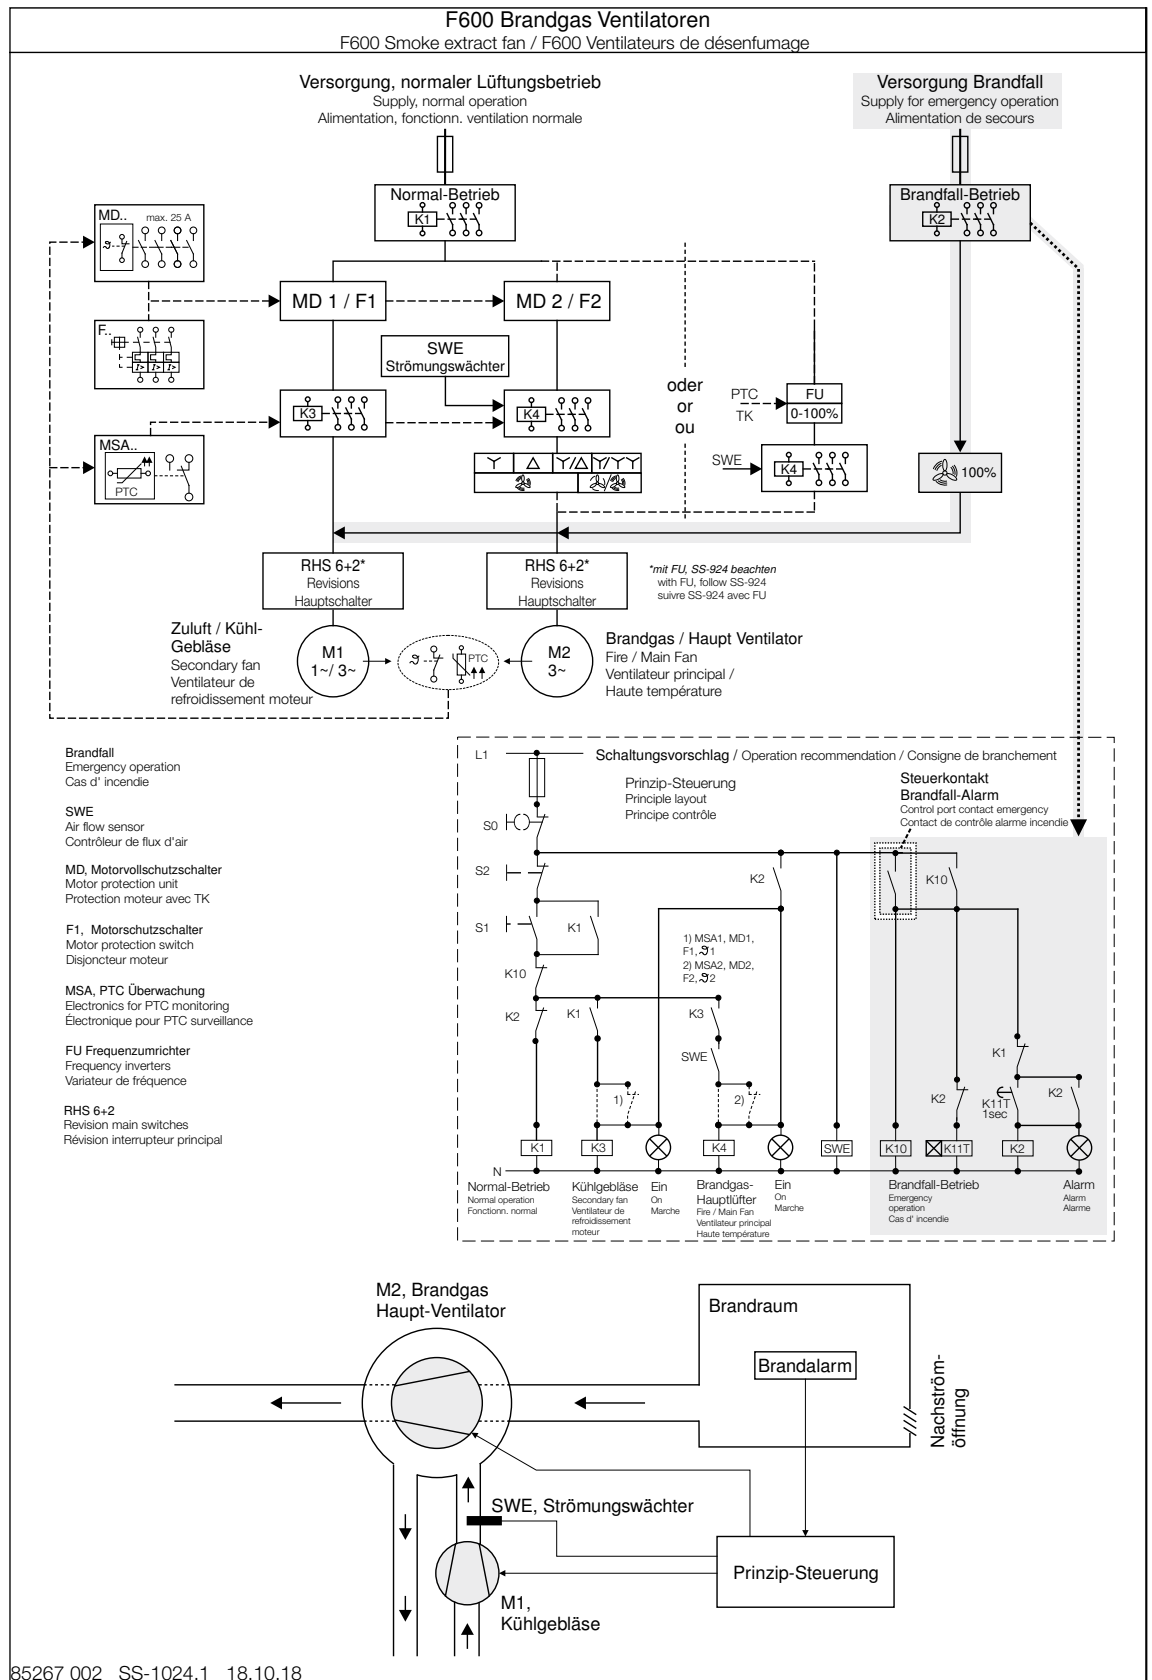 F600 Brandgas Ventilatoren
F600 Smoke extract fan / F600 Ventilateurs de désenfumage
Versorgung, normaler Lüftungsbetrieb
Supply, normal operation
Alimentation, fonctionn. ventilation normale
Versorgung Brandfall
Supply for emergency operation
Alimentation de secours
Normal-Betrieb
K1
Brandfall-Betrieb
K2
MD..
max. 25 A
ϑ
MD 1 / F1
MD 2 / F2
F..
I>
I>
I>
SWE
Strömungswächter
oder
or
ou
PTC
TK
FU
0-100%
K3
K4
MSA..
PTC
SWE
K4
100%
RHS 6+2*
Revisions
Hauptschalter
RHS 6+2*
Revisions
Hauptschalter
*mit FU, SS-924 beachten
with FU, follow SS-924
suivre SS-924 avec FU
Zuluft / Kühl-
Gebläse
Secondary fan
Ventilateur de
refroidissement moteur
M1
1~/ 3~
ϑ
PTC
M2
3~
Brandgas / Haupt Ventilator
Fire / Main Fan
Ventilateur principal /
Haute température
Brandfall
Emergency operation
Cas d' incendie
SWE
Air flow sensor
Contrôleur de flux d'air
MD, Motorvollschutzschalter
Motor protection unit
Protection moteur avec TK
F1, Motorschutzschalter
Motor protection switch
Disjoncteur moteur
MSA, PTC Überwachung
Electronics for PTC monitoring
Électronique pour PTC surveillance
FU Frequenzumrichter
Frequency inverters
Variateur de fréquence
RHS 6+2
Revision main switches
Révision interrupteur principal
L1
Schaltungsvorschlag / Operation recommendation / Consigne de branchement
Prinzip-Steuerung
Principle layout
Principe contrôle
Steuerkontakt
Brandfall-Alarm
Control port contact emergency
Contact de contrôle alarme incendie
S0
S2
K2
K10
S1
K1
1) MSA1, MD1,
F1, ϑ1
2) MSA2, MD2,
F2, ϑ2
K10
K2
K1
K3
SWE
K1
1)
2)
K2
K11T
1sec
K2
K1
K3
K4
SWE
K10
K11T
K2
N
Normal-Betrieb
Normal operation
Fonctionn. normal
Kühlgebläse
Secondary fan
Ventilateur de
refroidissement
moteur
Ein
On
Marche
Brandgas-
Hauptlüfter
Fire / Main Fan
Ventilateur principal
Haute température
Ein
On
Marche
Brandfall-Betrieb
Emergency
operation
Cas d' incendie
Alarm
Alarm
Alarme
M2, Brandgas
Haupt-Ventilator
Brandraum
Brandalarm
Nachström-
öffnung
SWE, Strömungswächter
Prinzip-Steuerung
M1,
Kühlgebläse
85267 002 SS-1024.1 18.10.18